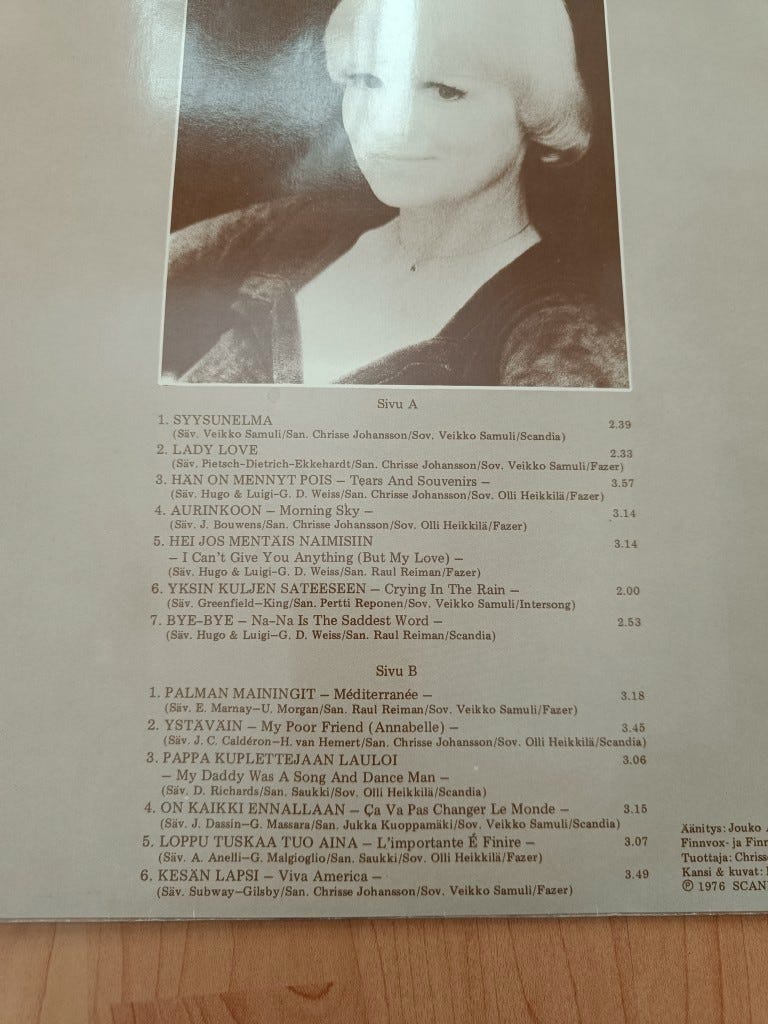 Sivu A
1. SYYSUNELMA 2.39
(Säv. Veikko Samuli/San. Chrisse Johansson/Sov. Veikko Samuli/Scandia)
2. LADY LOVE 2.33
(Säv. Pietsch-Dietrich-Ekkehardt/San. Chrisse Johansson/Sov. Veikko Samuli/Fazer)
3. HÄN ON MENNYT POIS – Tears And Souvenirs – 3.57
(Säv. Hugo & Luigi-G. D. Weiss/San. Chrisse Johansson/Sov. Olli Heikkilä/Fazer)
4. AURINKOON – Morning Sky – 3.14
(Säv. J. Bouwens/San. Chrisse Johansson/Sov. Olli Heikkilä/Fazer)
5. HEI JOS MENTÄIS NAIMISIIN 3.14
– I Can't Give You Anything (But My Love) –
(Säv. Hugo & Luigi-G. D. Weiss/San. Raul Reiman/Fazer)
6. YKSIN KULJEN SATEESEEN – Crying In The Rain – 2.00
(Säv. Greenfield–King/San. Pertti Reponen/Sov. Veikko Samuli/Intersong)
7. BYE-BYE – Na-Na Is The Saddest Word – 2.53
(Säv. Hugo & Luigi-G. D. Weiss/San. Raul Reiman/Scandia)
Sivu B
1. PALMAN MAININGIT – Méditerranée – 3.18
(Säv. E. Marnay–U. Morgan/San. Raul Reiman/Sov. Veikko Samuli/Fazer)
2. YSTÄVÄIN – My Poor Friend (Annabelle) – 3.45
(Säv. J. C. Caldéron-H. van Hemert/San. Chrisse Johansson/Sov. Olli Heikkilä/Scandia)
3. PAPPA KUPLETTEJAAN LAULOI 3.06
– My Daddy Was A Song And Dance Man –
(Säv. D. Richards/San. Saukki/Sov. Olli Heikkilä/Scandia)
4. ON KAIKKI ENNALLAAN – Ça Va Pas Changer Le Monde – 3.15
(Säv. J. Dassin-G. Massara/San. Jukka Kuoppamäki/Sov. Veikko Samuli/Scandia)
5. LOPPU TUSKAA TUO AINA – L'importante É Finire – 3.07
(Säv. A. Anelli-G. Malgioglio/San. Saukki/Sov. Olli Heikkilä/Fazer)
6. KESÄN LAPSI – Viva America – 3.49
(Säv. Subway–Gilsby/San. Chrisse Johansson/Sov. Veikko Samuli/Fazer)
Äänitys: Jouko
Finnvox- ja Finn
Tuottaja: Chriss
Kansi & kuvat:
℗ 1976 SCAN